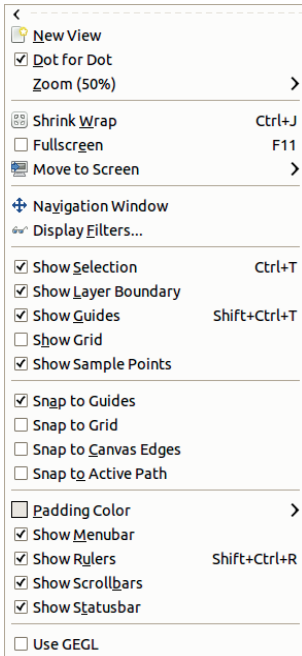 New View
Dot for Dot
Zoom (50%)
Shrink Wrap Ctrl+J
Fullscreen F11
Move to Screen
Navigation Window
Display Filters...
Show Selection Ctrl+T
Show Layer Boundary
Show Guides Shift+Ctrl+T
Show Grid
Show Sample Points
Snap to Guides
Snap to Grid
Snap to Canvas Edges
Snap to Active Path
Padding Color
Show Menubar
Show Rulers Shift+Ctrl+R
Show Scrollbars
Show Statusbar
Use GEGL